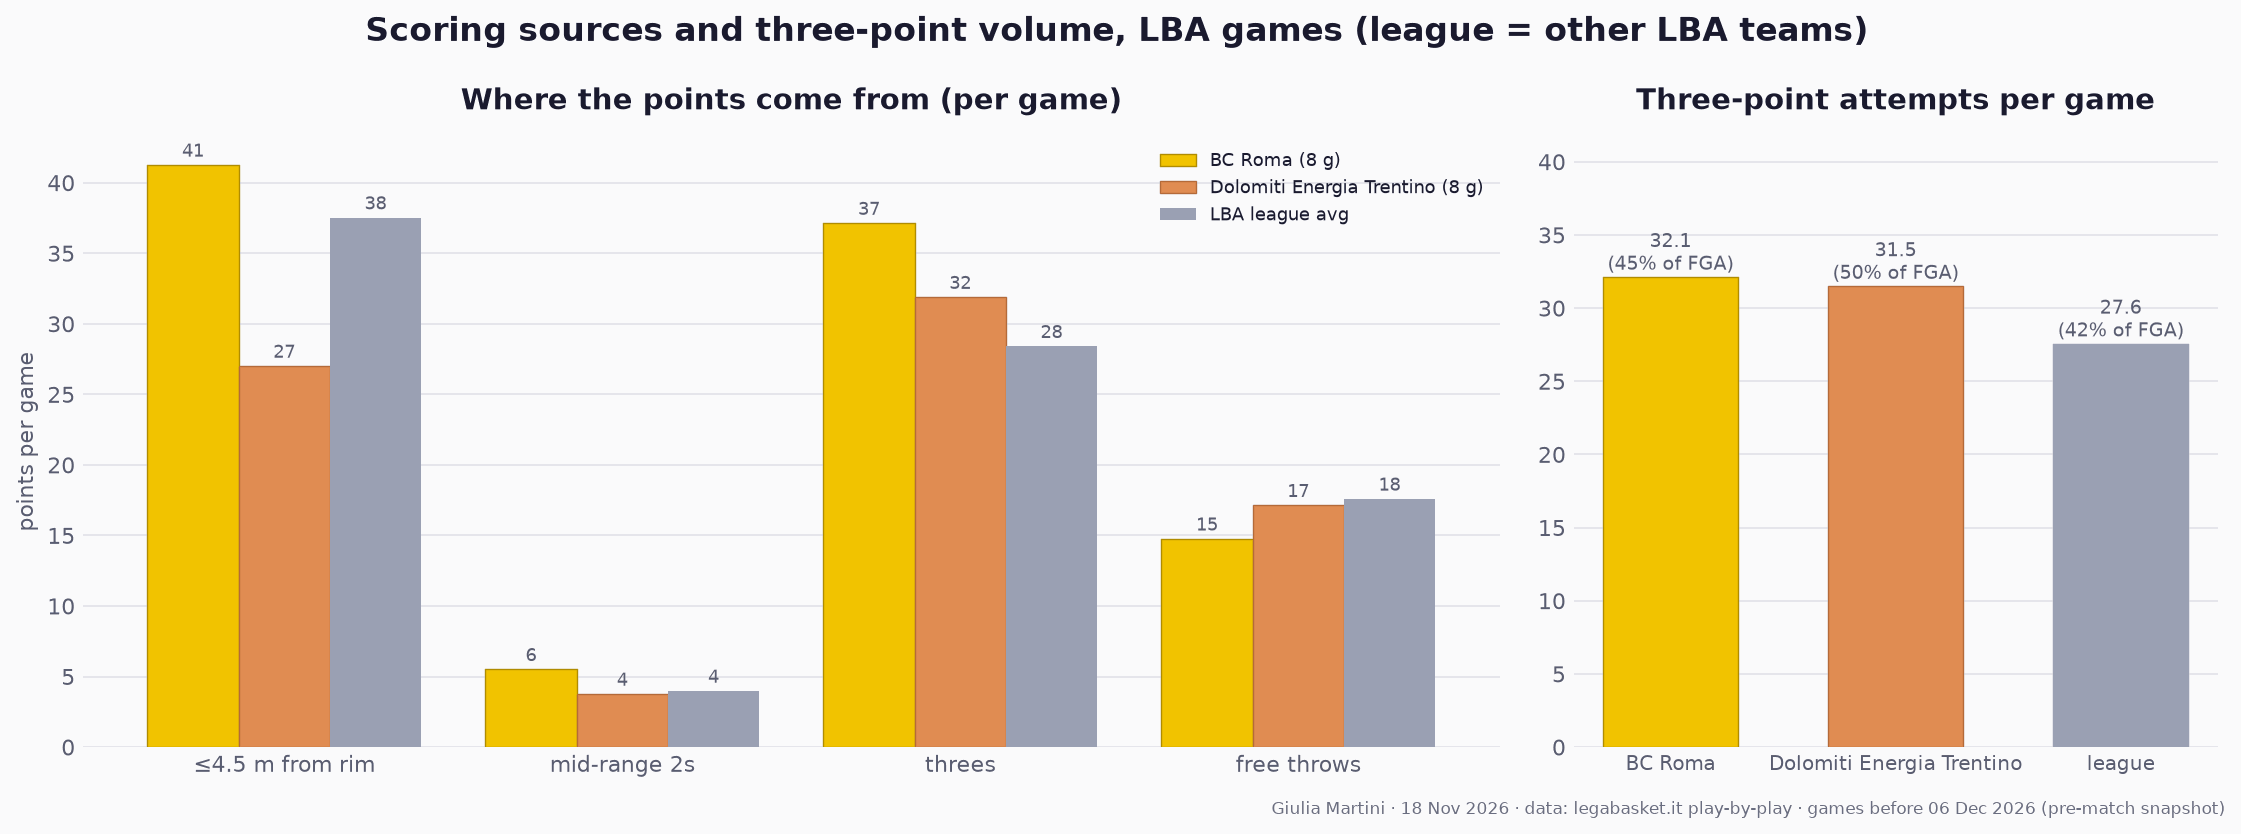 Scoring sources and three-point volume, LBA games (league = other LBA teams)
Where the points come from (per game)
points per game
0
5
10
15
20
25
30
35
40
41
27
38
6
4
4
37
32
28
15
17
18
≤4.5 m from rim
mid-range 2s
threes
free throws
BC Roma (8 g)
Dolomiti Energia Trentino (8 g)
LBA league avg
Three-point attempts per game
0
5
10
15
20
25
30
35
40
32.1
(45% of FGA)
31.5
(50% of FGA)
27.6
(42% of FGA)
BC Roma
Dolomiti Energia Trentino
league
Giulia Martini · 18 Nov 2026 · data: legabasket.it play-by-play · games before 06 Dec 2026 (pre-match snapshot)